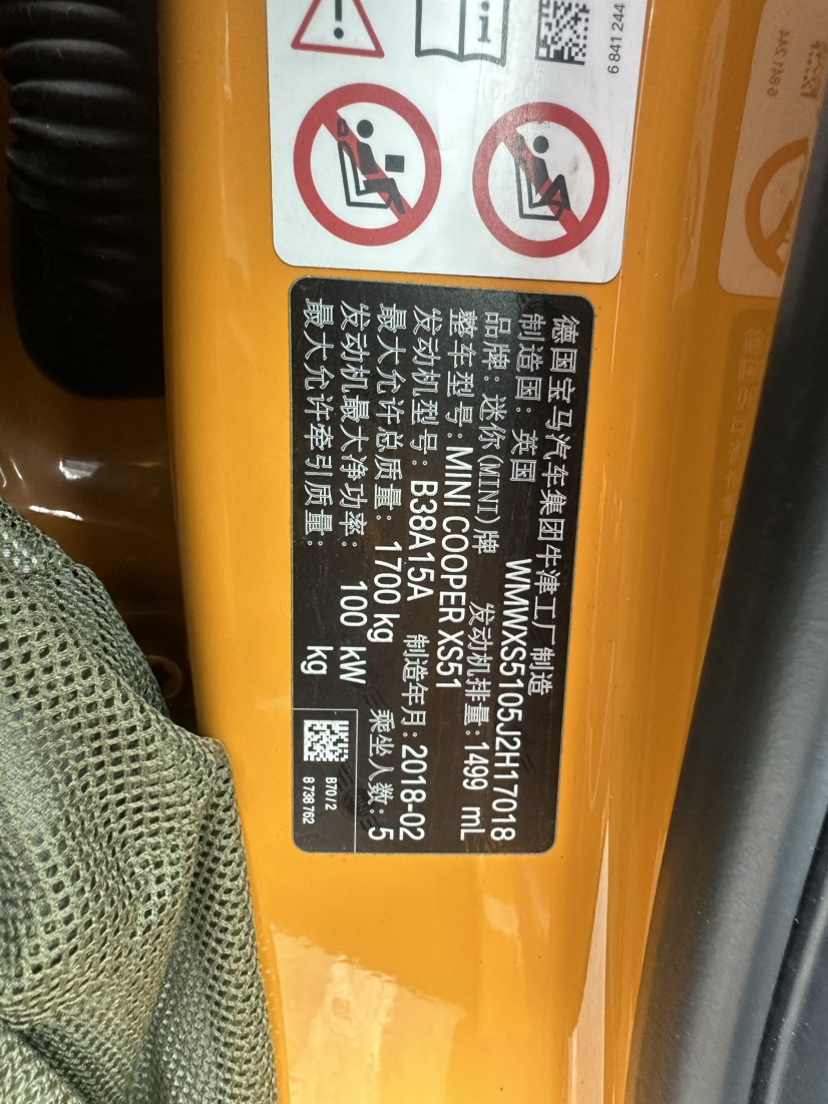 6 841 244
德国宝马汽车集团牛津工厂制造
制造国：英国 WMWXS5105J2H17018
品牌：迷你(MINI)牌 发动机排量：1499 mL
整车型号：MINI COOPER XS51
发动机型号：B38A15A 制造年月：2018-02
最大允许总质量：1700 kg 乘坐人数：5
发动机最大净功率： 100 kW
最大允许牵引质量： kg
B70/2
8 738 762